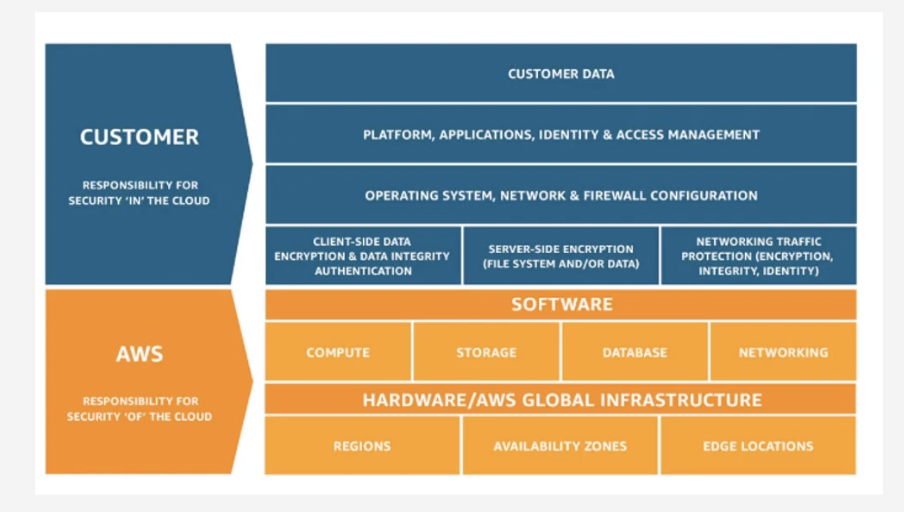 CUSTOMER
RESPONSIBILITY FOR
SECURITY ‘IN’ THE CLOUD
CUSTOMER DATA
PLATFORM, APPLICATIONS, IDENTITY & ACCESS MANAGEMENT
OPERATING SYSTEM, NETWORK & FIREWALL CONFIGURATION
CLIENT-SIDE DATA
ENCRYPTION & DATA INTEGRITY
AUTHENTICATION
SERVER-SIDE ENCRYPTION
(FILE SYSTEM AND/OR DATA)
NETWORKING TRAFFIC
PROTECTION (ENCRYPTION,
INTEGRITY, IDENTITY)
AWS
RESPONSIBILITY FOR
SECURITY ‘OF’ THE CLOUD
SOFTWARE
COMPUTE
STORAGE
DATABASE
NETWORKING
HARDWARE/AWS GLOBAL INFRASTRUCTURE
REGIONS
AVAILABILITY ZONES
EDGE LOCATIONS